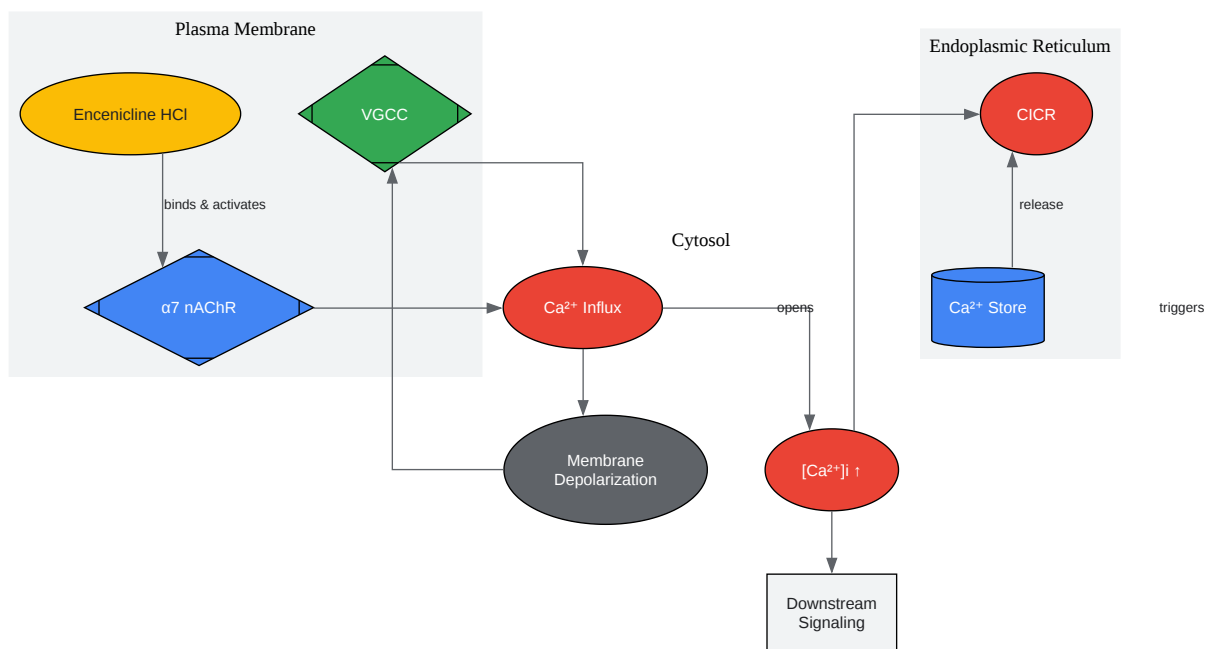 Plasma Membrane
Endoplasmic Reticulum
Encenicline HCl
VGCC
CICR
binds & activates
release
Cytosol
α7 nAChR
Ca²⁺ Influx
opens
Ca²⁺ Store
triggers
Membrane
Depolarization
[Ca²⁺]i ↑
Downstream
Signaling